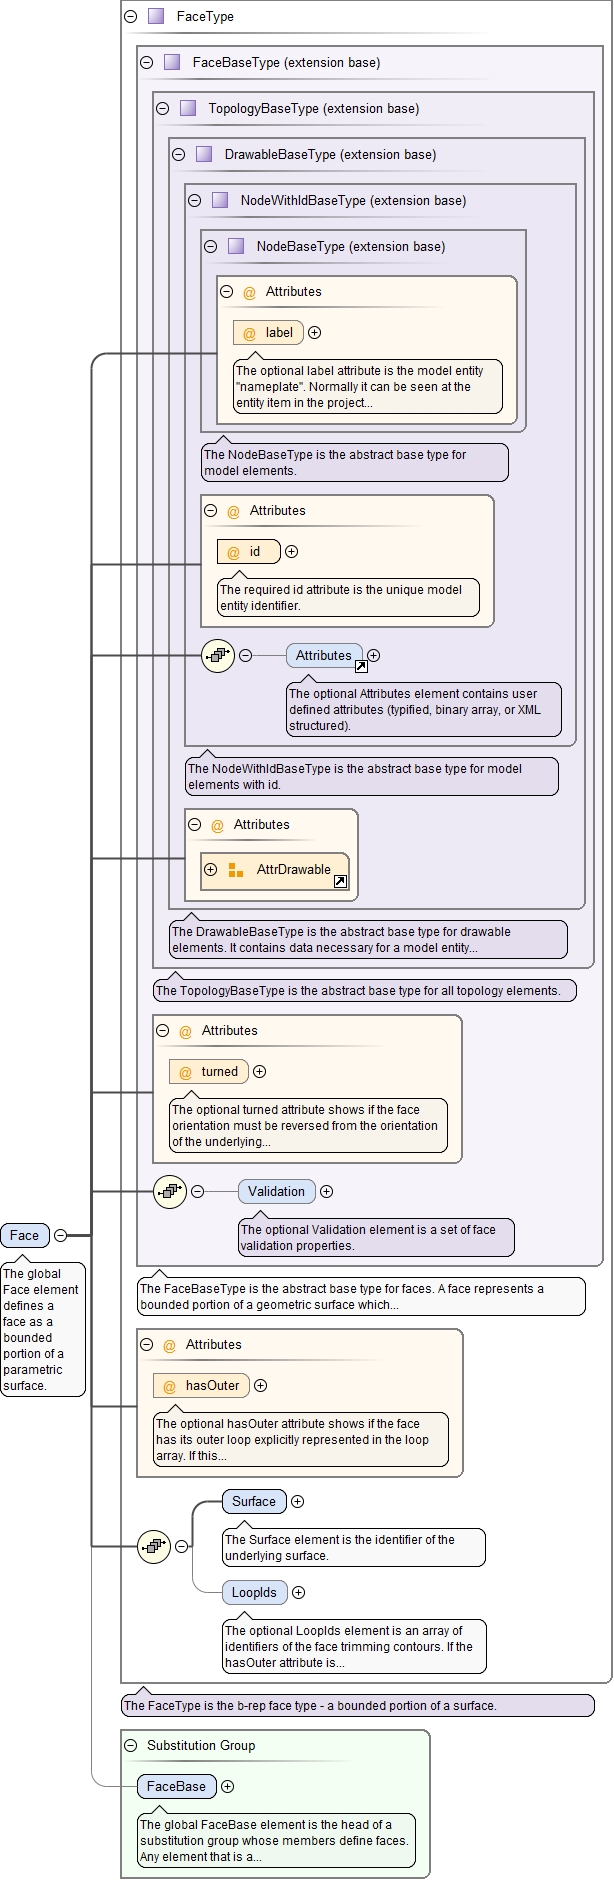 FaceType
FaceBaseType (extension base)
TopologyBaseType (extension base)
DrawableBaseType (extension base)
NodeWithIdBaseType (extension base)
NodeBaseType (extension base)
@ Attributes
@ label
The optional label attribute is the model entity
"nameplate". Normally it can be seen at the
entity item in the project...
The NodeBaseType is the abstract base type for
model elements.
@ Attributes
@ id
The required id attribute is the unique model
entity identifier.
Attributes
The optional Attributes element contains user
defined attributes (typified, binary array, or XML
structured).
The NodeWithIdBaseType is the abstract base type for model
elements with id.
@ Attributes
AttrDrawable
The DrawableBaseType is the abstract base type for drawable
elements. It contains data necessary for a model entity...
The TopologyBaseType is the abstract base type for all topology elements.
@ Attributes
@ turned
The optional turned attribute shows if the face
orientation must be reversed from the orientation
of the underlying...
Validation
The optional Validation element is a set of face
validation properties.
Face
The global
Face element
defines a
face as a
bounded
portion of a
parametric
surface.
The FaceBaseType is the abstract base type for faces. A face represents a
bounded portion of a geometric surface which...
@ Attributes
@ hasOuter
The optional hasOuter attribute shows if the face
has its outer loop explicitly represented in the loop
array. If this...
Surface
The Surface element is the identifier of the
underlying surface.
LoopIds
The optional LoopIds element is an array of
identifiers of the face trimming contours. If the
hasOuter attribute is...
The FaceType is the b-rep face type - a bounded portion of a surface.
Substitution Group
FaceBase
The global FaceBase element is the head of a
substitution group whose members define faces.
Any element that is a...